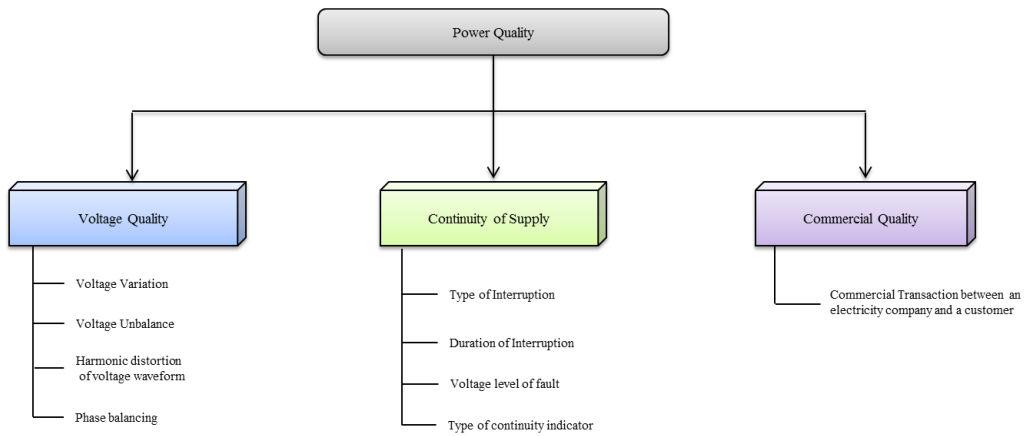 Power Quality
Voltage Quality
Voltage Variation
Voltage Unbalance
Harmonic distortion
of voltage waveform
Phase balancing
Continuity of Supply
Type of Interruption
Duration of Interruption
Voltage level of fault
Type of continuity indicator
Commercial Quality
Commercial Transaction between an
electricity company and a customer